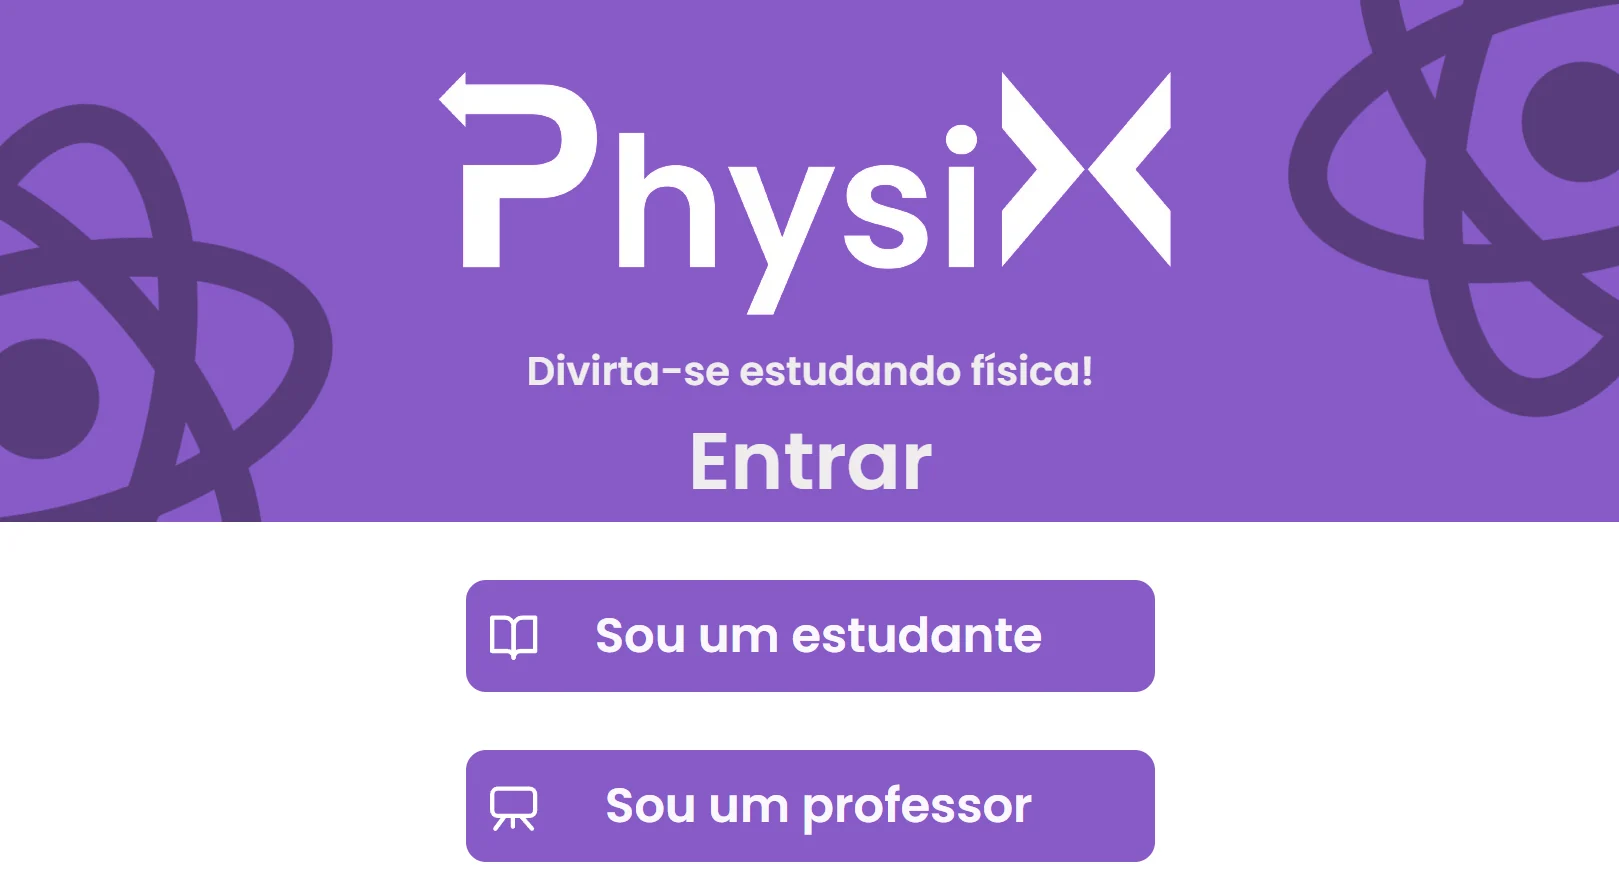 PhysiX
Divirta-se estudando física!
Entrar
Sou um estudante
Sou um professor